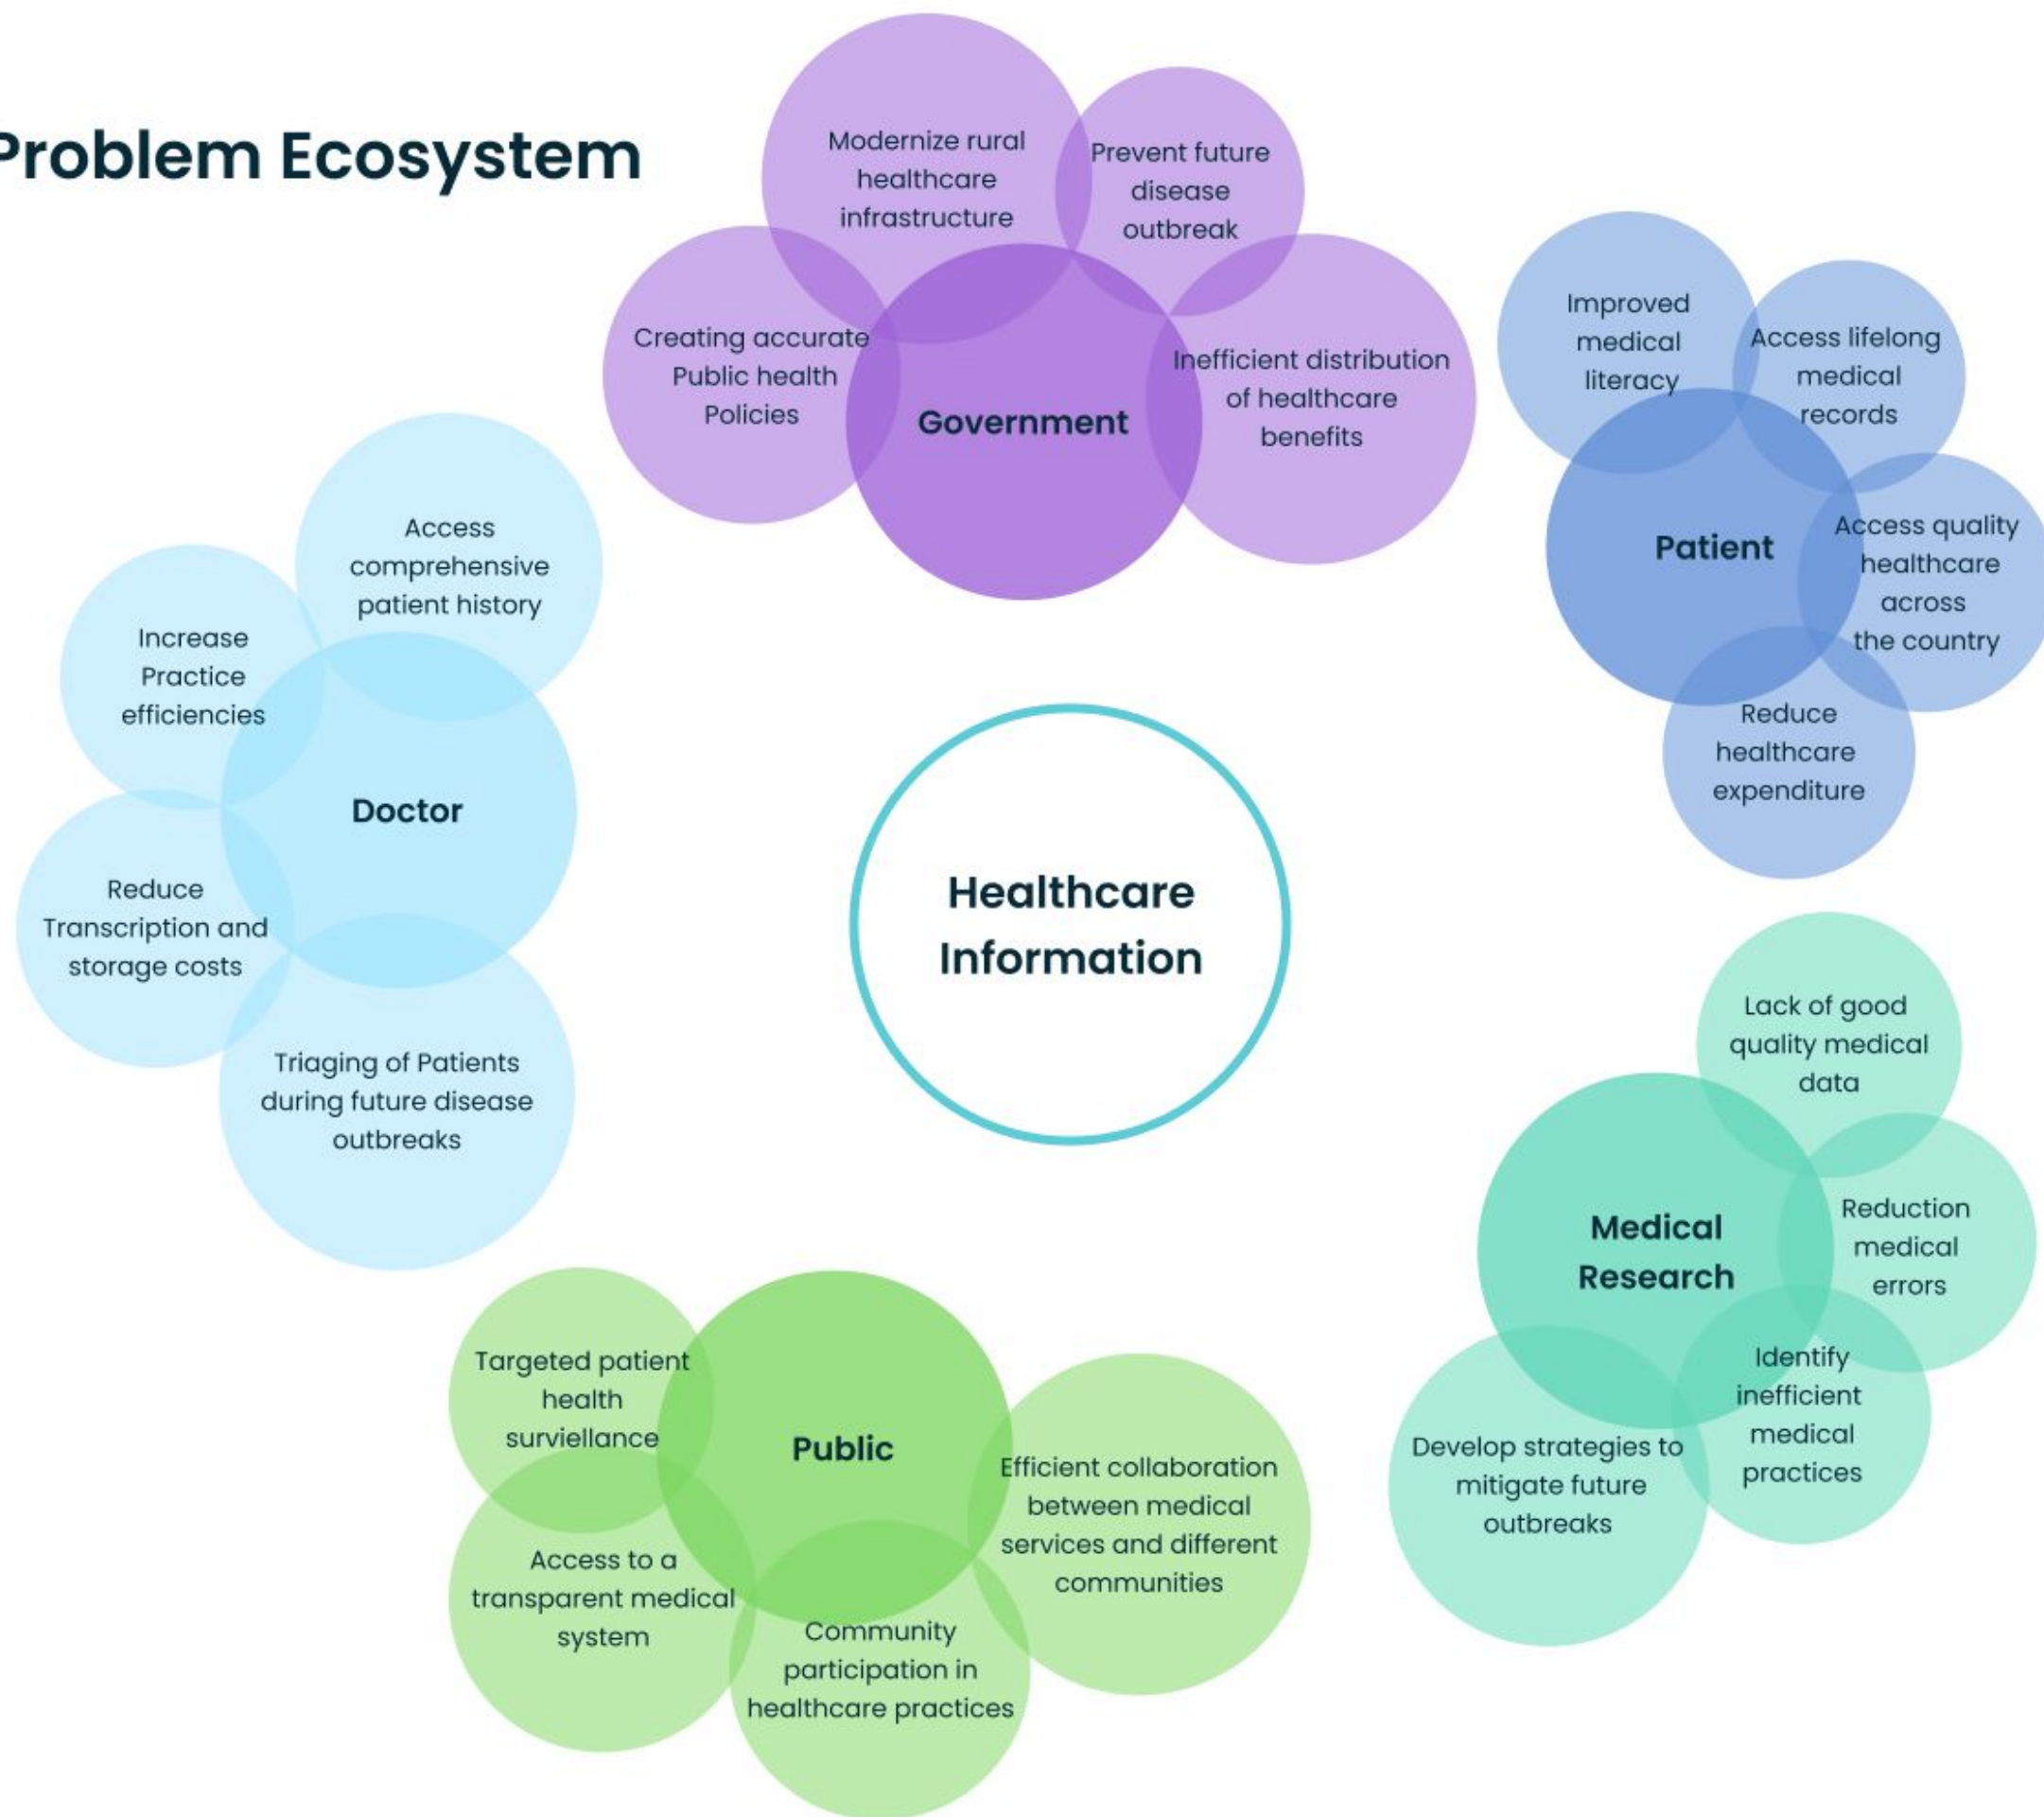 Problem Ecosystem
Modernize rural
healthcare
infrastructure
Prevent future
disease
outbreak
Creating accurate
Public health
Policies
Inefficient distribution
of healthcare
benefits
Government
Improved
medical
literacy
Access lifelong
medical
records
Access quality
healthcare
across
the country
Patient
Reduce
healthcare
expenditure
Access
comprehensive
patient history
Increase
Practice
efficiencies
Doctor
Reduce
Transcription and
storage costs
Triaging of Patients
during future disease
outbreaks
Healthcare
Information
Lack of good
quality medical
data
Reduction
medical
errors
Medical
Research
Identify
inefficient
medical
practices
Develop strategies to
mitigate future
outbreaks
Targeted patient
health
surviellance
Public
Efficient collaboration
between medical
services and different
communities
Access to a
transparent medical
system
Community
participation in
healthcare practices